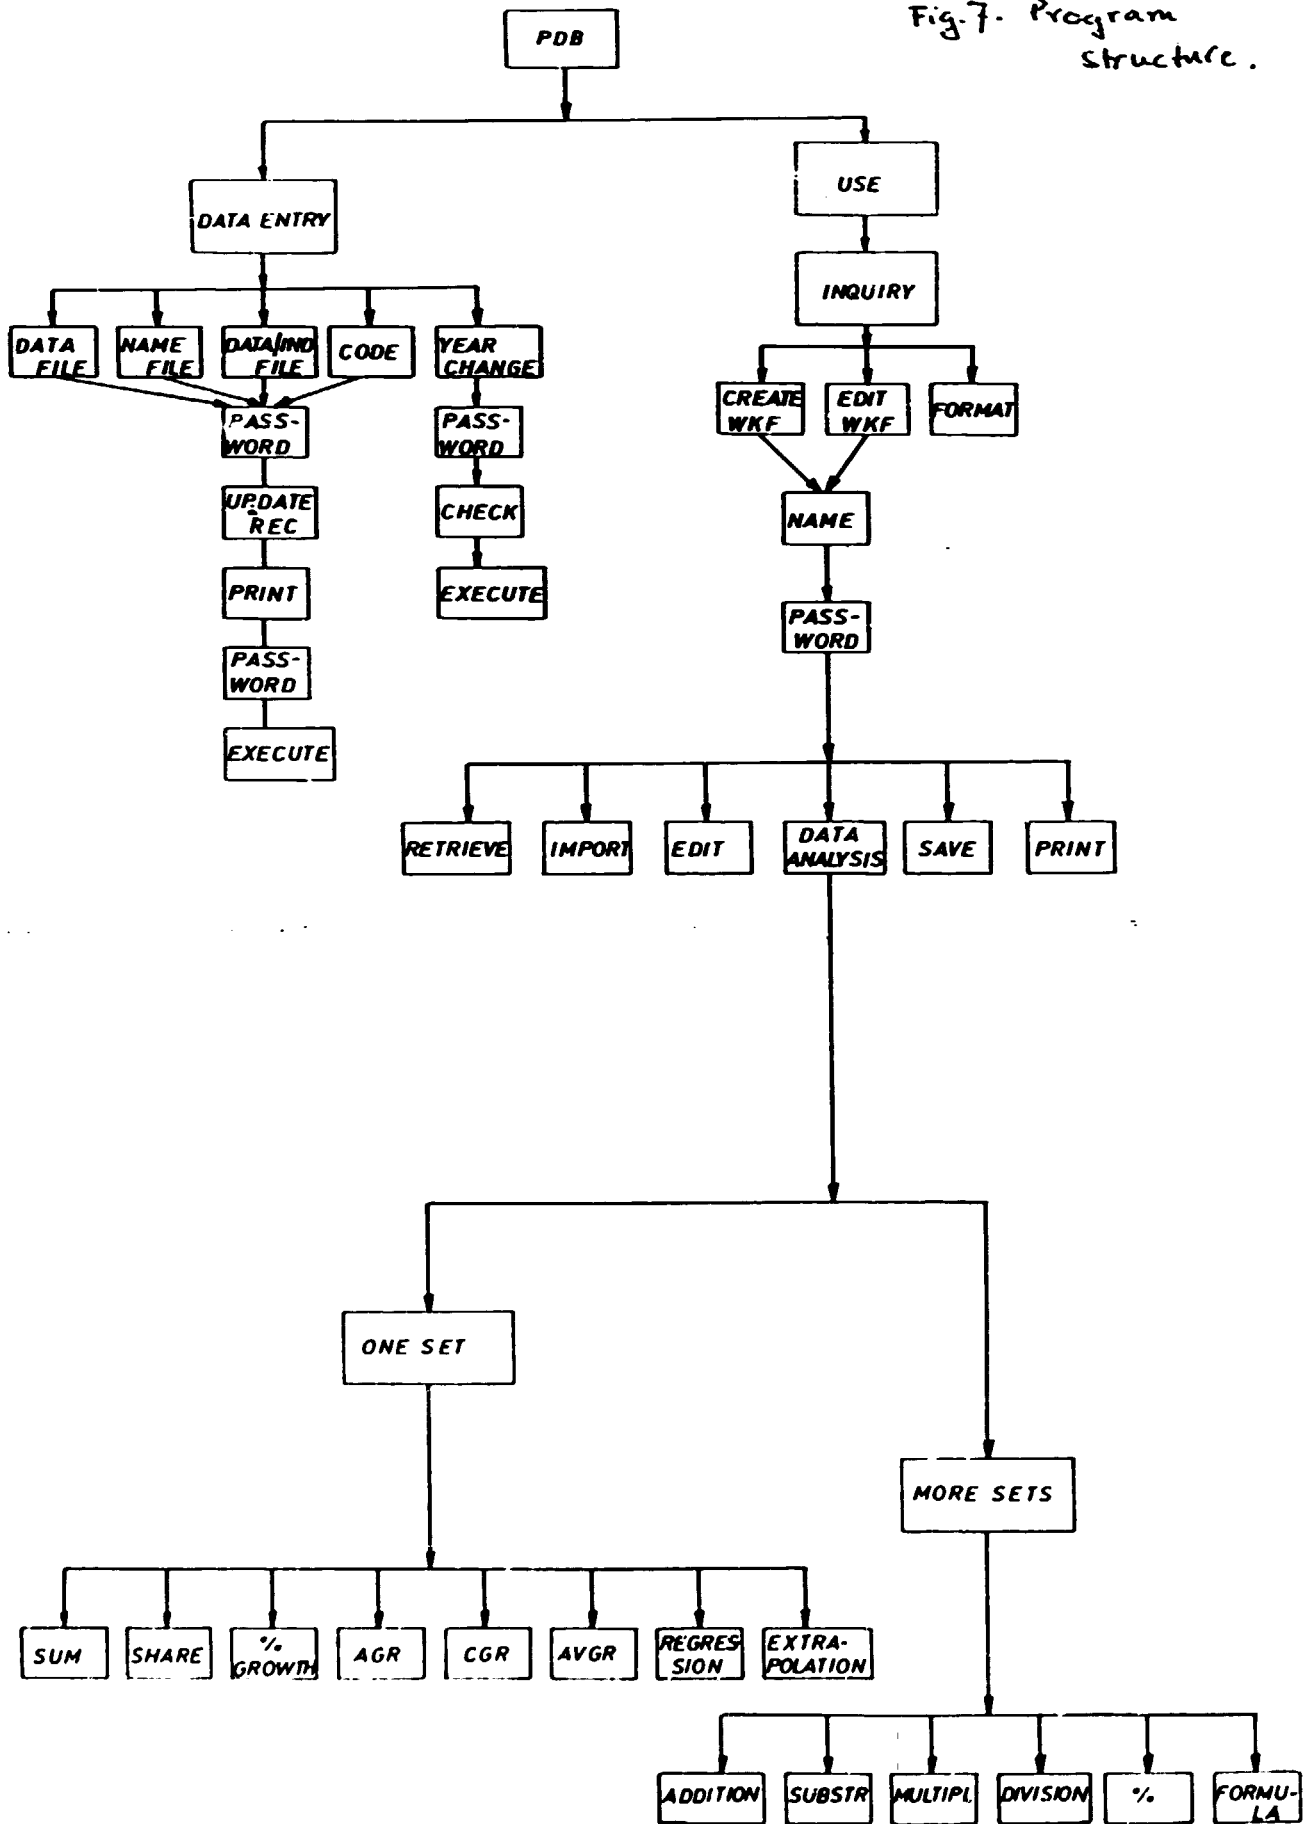 Fig.7. Program
structure.
PDB
DATA ENTRY
USE
INQUIRY
DATA
FILE
NAME
FILE
DATA/IND
FILE
CODE
YEAR
CHANGE
PASS-
WORD
UP.DATE
REC
PRINT
PASS-
WORD
EXECUTE
PASS-
WORD
CHECK
EXECUTE
CREATE
WKF
EDIT
WKF
FORMAT
NAME
PASS-
WORD
RETRIEVE
IMPORT
EDIT
DATA
ANALYSIS
SAVE
PRINT
ONE SET
MORE SETS
SUM
SHARE
%
GROWTH
AGR
CGR
AVGR
REGRES-
SION
EXTRA-
POLATION
ADDITION
SUBSTR
MULTIPL
DIVISION
%
FORMU-
LA